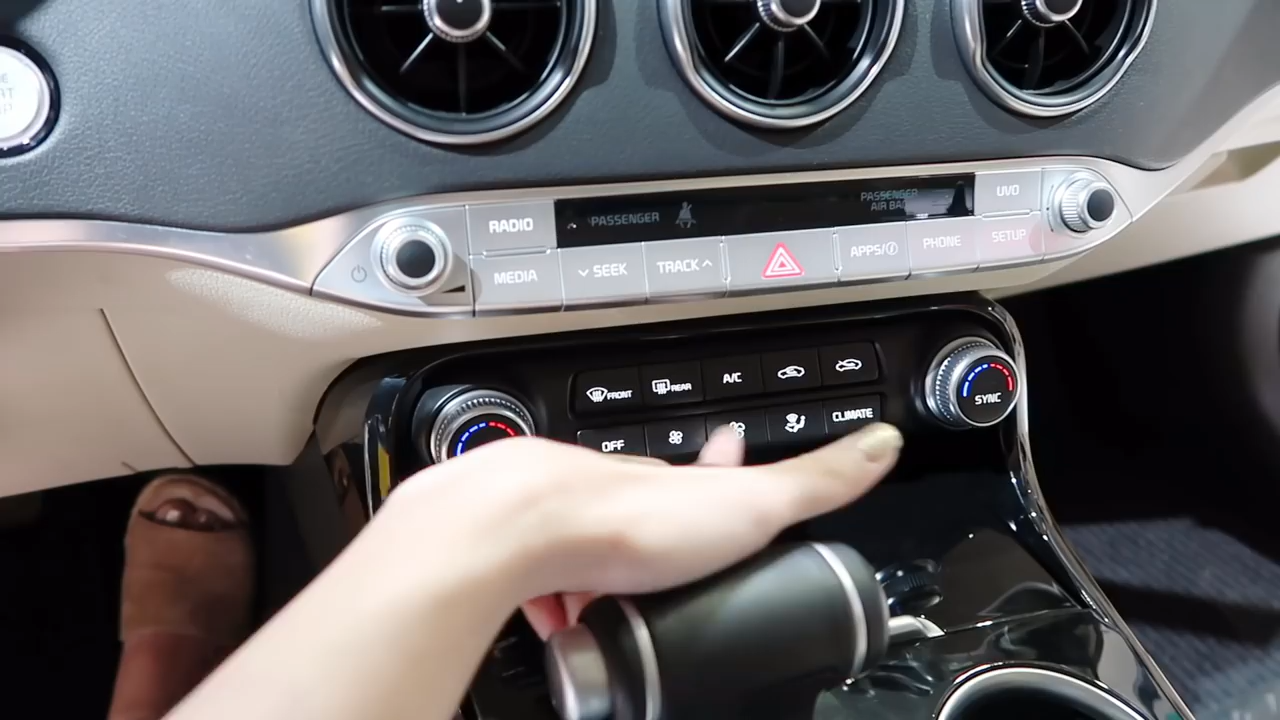 RADIO
PASSENGER
PASSENGER
AIR BAG
UVO
MEDIA
SEEK
TRACK
APPS/i
PHONE
SETUP
FRONT
REAR
A/C
SYNC
OFF
CLIMATE